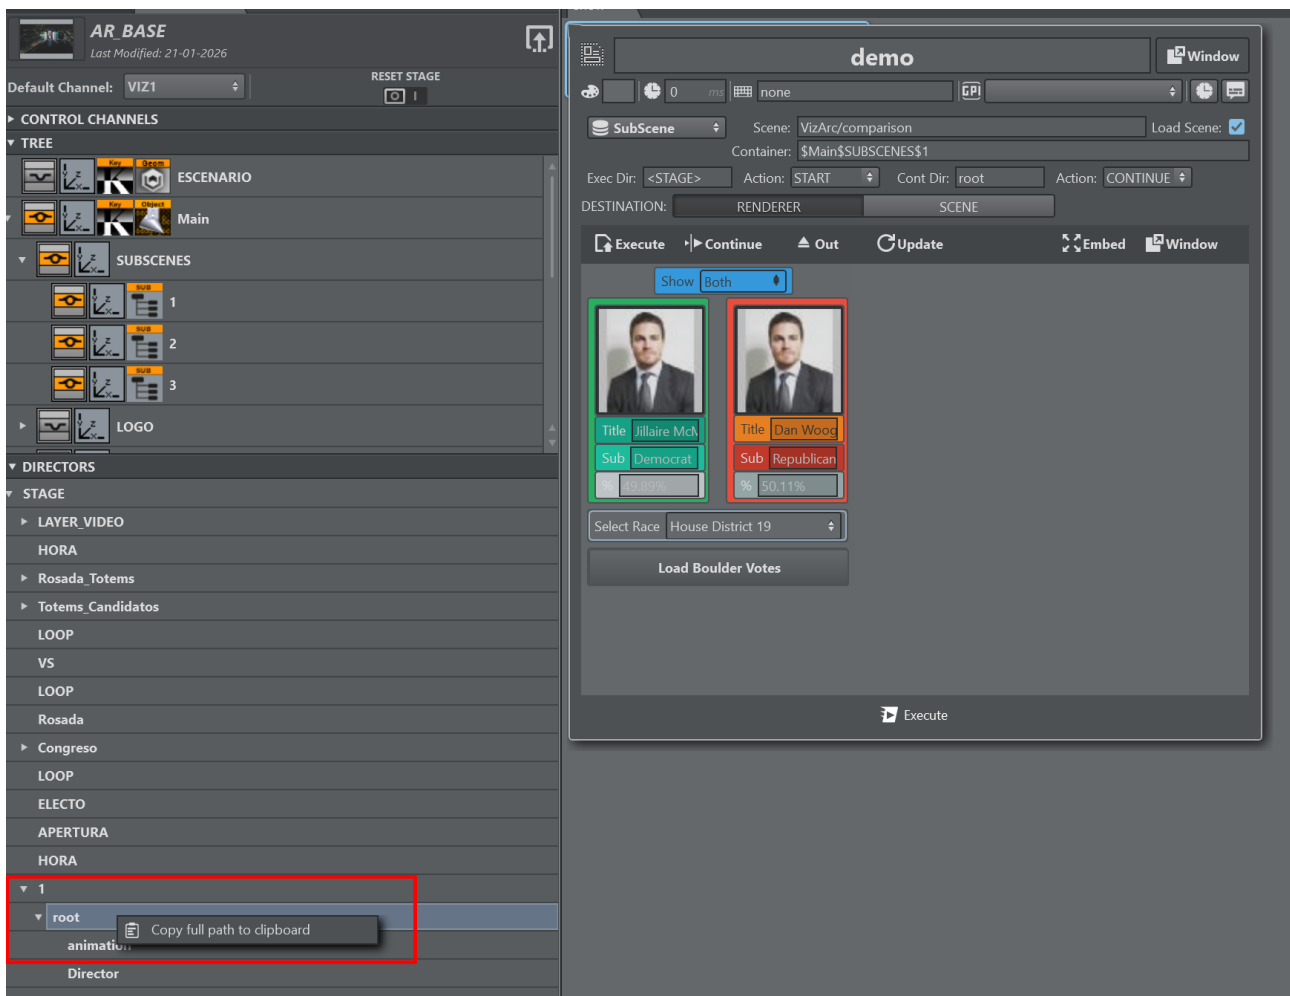 AR_BASE
Last Modified: 21-01-2026
Default Channel: VIZ1
RESET STAGE
CONTROL CHANNELS
TREE
Key Geom
ESCENARIO
Key Object
Main
SUBSCENES
SUB
1
SUB
2
SUB
3
LOGO
DIRECTORS
STAGE
LAYER_VIDEO
HORA
Rosada_Totems
Totems_Candidatos
LOOP
VS
LOOP
Rosada
Congreso
LOOP
ELECTO
APERTURA
HORA
1
root
Copy full path to clipboard
Director
demo
Window
0 ms none GPI
SubScene Scene: VizArc/comparison Load Scene:
Container: $Main$SUBSCENES$1
Exec Dir: <STAGE> Action: START Cont Dir: root Action: CONTINUE
DESTINATION: RENDERER SCENE
Execute Continue Out Update Embed Window
Show Both
Title Jillaire McM Title Dan Woog
Sub Democrat Sub Republican
% 49.89% % 50.11%
Select Race House District 19
Load Boulder Votes
Execute